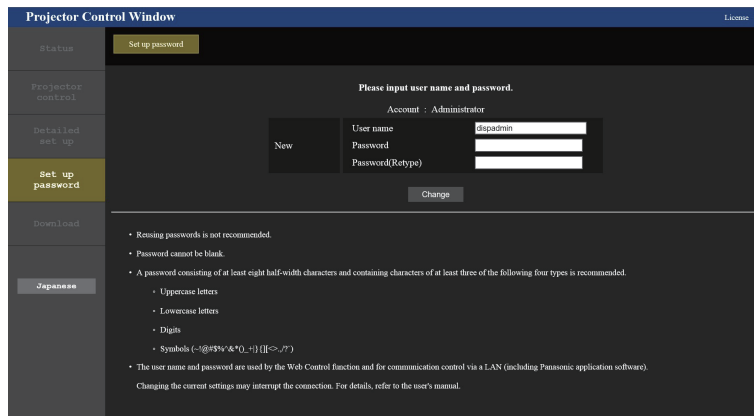 Projector Control Window
License
Status
Projector
control
Detailed
set up
Set up
password
Download
Japanese
Set up password
Please input user name and password.
Account : Administrator
New
User name
dispadmin
Password
Password(Retype)
Change
• Reusing passwords is not recommended.
• Password cannot be blank.
• A password consisting of at least eight half-width characters and containing characters of at least three of the following four types is recommended.
◦ Uppercase letters
◦ Lowercase letters
◦ Digits
◦ Symbols (~!@#$%^&*()_+|}{][<>.,/?¨)
• The user name and password are used by the Web Control function and for communication control via a LAN (including Panasonic application software).
Changing the current settings may interrupt the connection. For details, refer to the user's manual.